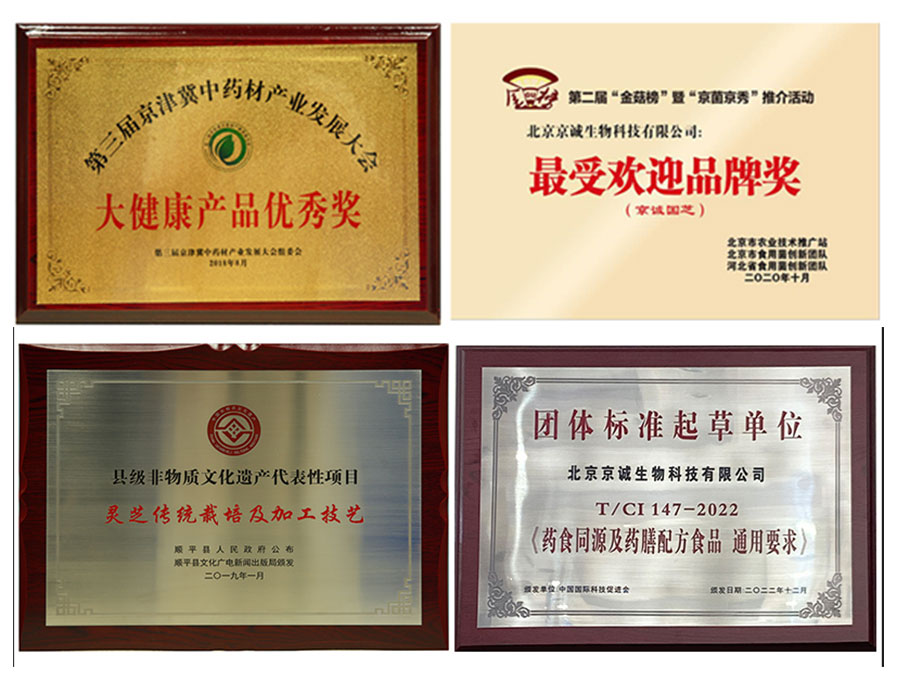 第三届京津冀中药材产业发展大会
大健康产品优秀奖
第三届京津冀中药材产业发展大会组委会
2018年8月
第二届“金菇榜”暨“京菌京秀”推介活动
北京京诚生物科技有限公司:
最受欢迎品牌奖
(京诚国芝)
北京市农业技术推广站
北京市食用菌创新团队
河北省食用菌创新团队
二〇二〇年十月
县级非物质文化遗产代表性项目
灵芝传统栽培及加工技艺
顺平县人民政府公布
顺平县文化广电新闻出版局颁发
二〇一九年一月
团体标准起草单位
北京京诚生物科技有限公司
T/CI 147-2022
《药食同源及药膳配方食品 通用要求》
颁发单位:中国国际科技促进会
颁发日期:二〇二二年十二月